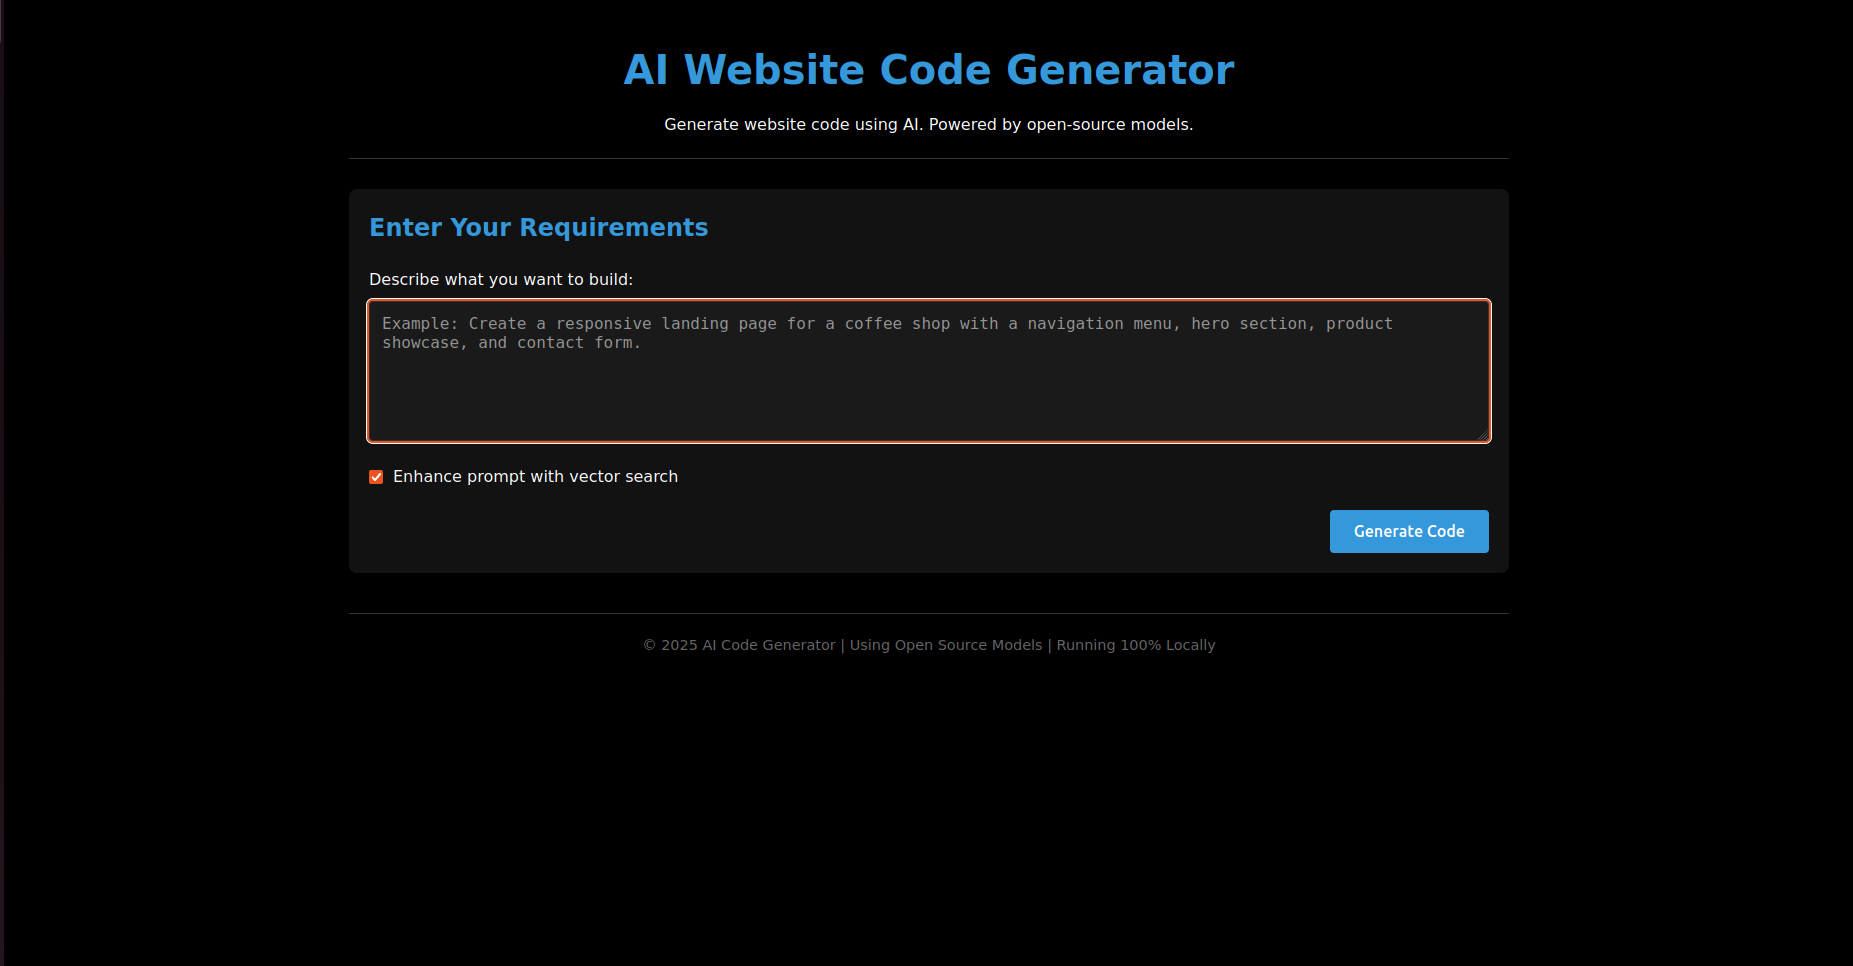 AI Website Code Generator
Generate website code using AI. Powered by open-source models.
Enter Your Requirements
Describe what you want to build:
Example: Create a responsive landing page for a coffee shop with a navigation menu, hero section, product
showcase, and contact form.
Enhance prompt with vector search
Generate Code
© 2025 AI Code Generator | Using Open Source Models | Running 100% Locally